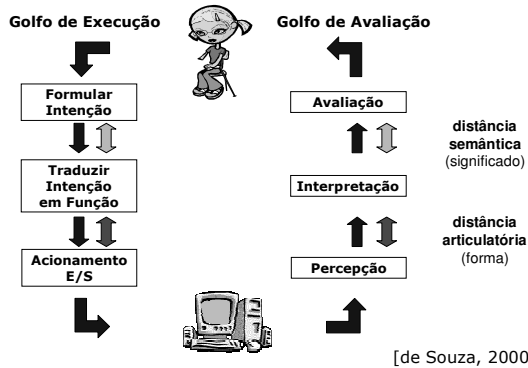 Golfo de Execução
Golfo de Avaliação
Formular
Intenção
Traduzir
Intenção
em Função
Acionamento
E/S
Avaliação
Interpretação
Percepção
distância
semântica
(significado)
distância
articulatória
(forma)
[de Souza, 2000